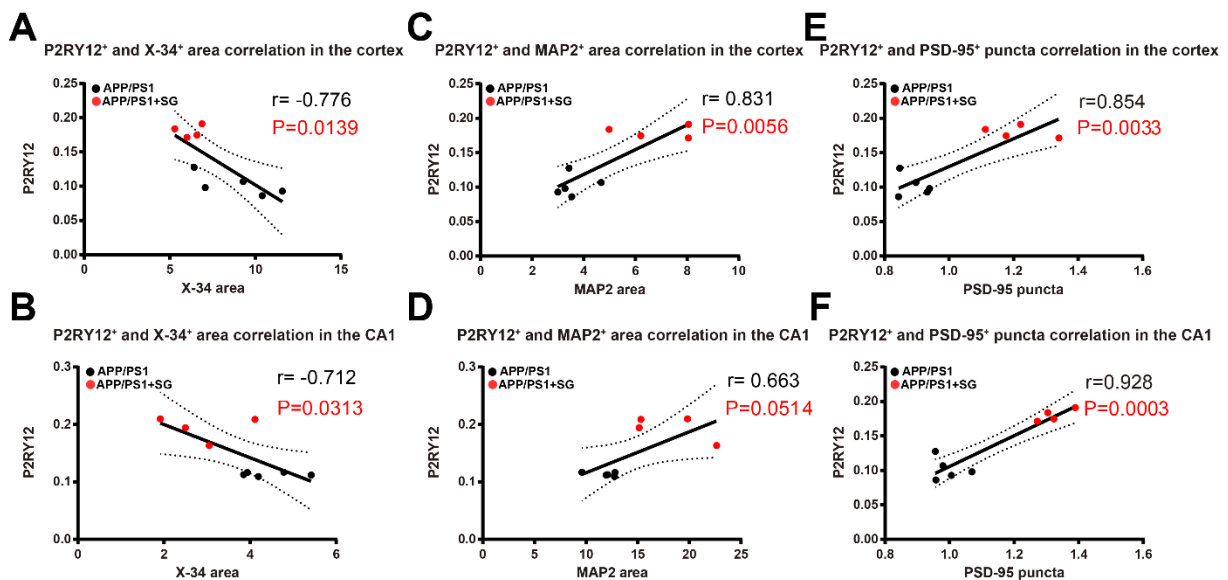 A
P2RY12⁺ and X-34⁺ area correlation in the cortex
APP/PS1
APP/PS1+SG
r= -0.776
P=0.0139
P2RY12
0.25
0.20
0.15
0.10
0.05
0.00
0
5
10
15
X-34 area
C
P2RY12⁺ and MAP2⁺ area correlation in the cortex
APP/PS1
APP/PS1+SG
r= 0.831
P=0.0056
P2RY12
0.25
0.20
0.15
0.10
0.05
0.00
0
2
4
6
8
10
MAP2 area
E
P2RY12⁺ and PSD-95⁺ puncta correlation in the cortex
APP/PS1
APP/PS1+SG
r=0.854
P=0.0033
P2RY12
0.25
0.20
0.15
0.10
0.05
0.00
0.8
1.0
1.2
1.4
1.6
PSD-95 puncta
B
P2RY12⁺ and X-34⁺ area correlation in the CA1
APP/PS1
APP/PS1+SG
r= -0.712
P=0.0313
P2RY12
0.3
0.2
0.1
0.0
0
2
4
6
X-34 area
D
P2RY12⁺ and MAP2⁺ area correlation in the CA1
APP/PS1
APP/PS1+SG
r= 0.663
P=0.0514
P2RY12
0.3
0.2
0.1
0.0
0
5
10
15
20
25
MAP2 area
F
P2RY12⁺ and PSD-95⁺ puncta correlation in the CA1
APP/PS1
APP/PS1+SG
r=0.928
P=0.0003
P2RY12
0.25
0.20
0.15
0.10
0.05
0.00
0.8
1.0
1.2
1.4
1.6
PSD-95 puncta